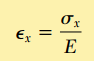 ϵₓ = σₓ / E